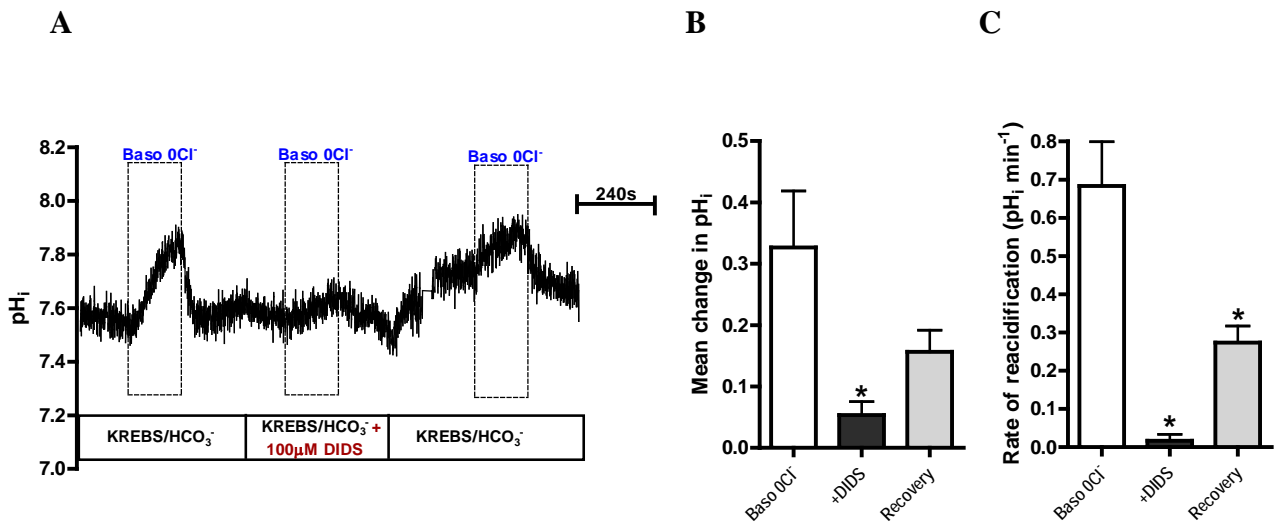 A
B
C
Baso 0Cl⁻
Baso 0Cl⁻
Baso 0Cl⁻
240s
pHᵢ
8.2
8.0
7.8
7.6
7.4
7.2
7.0
KREBS/HCO₃⁻
KREBS/HCO₃⁻ +
100µM DIDS
KREBS/HCO₃⁻
Mean change in pHᵢ
0.5
0.4
0.3
0.2
0.1
0.0
*
Baso 0Cl⁻
+DIDS
Recovery
Rate of reacidification (pHᵢ min⁻¹)
0.8
0.7
0.6
0.5
0.4
0.3
0.2
0.1
0.0
*
*
Baso 0Cl⁻
+DIDS
Recovery